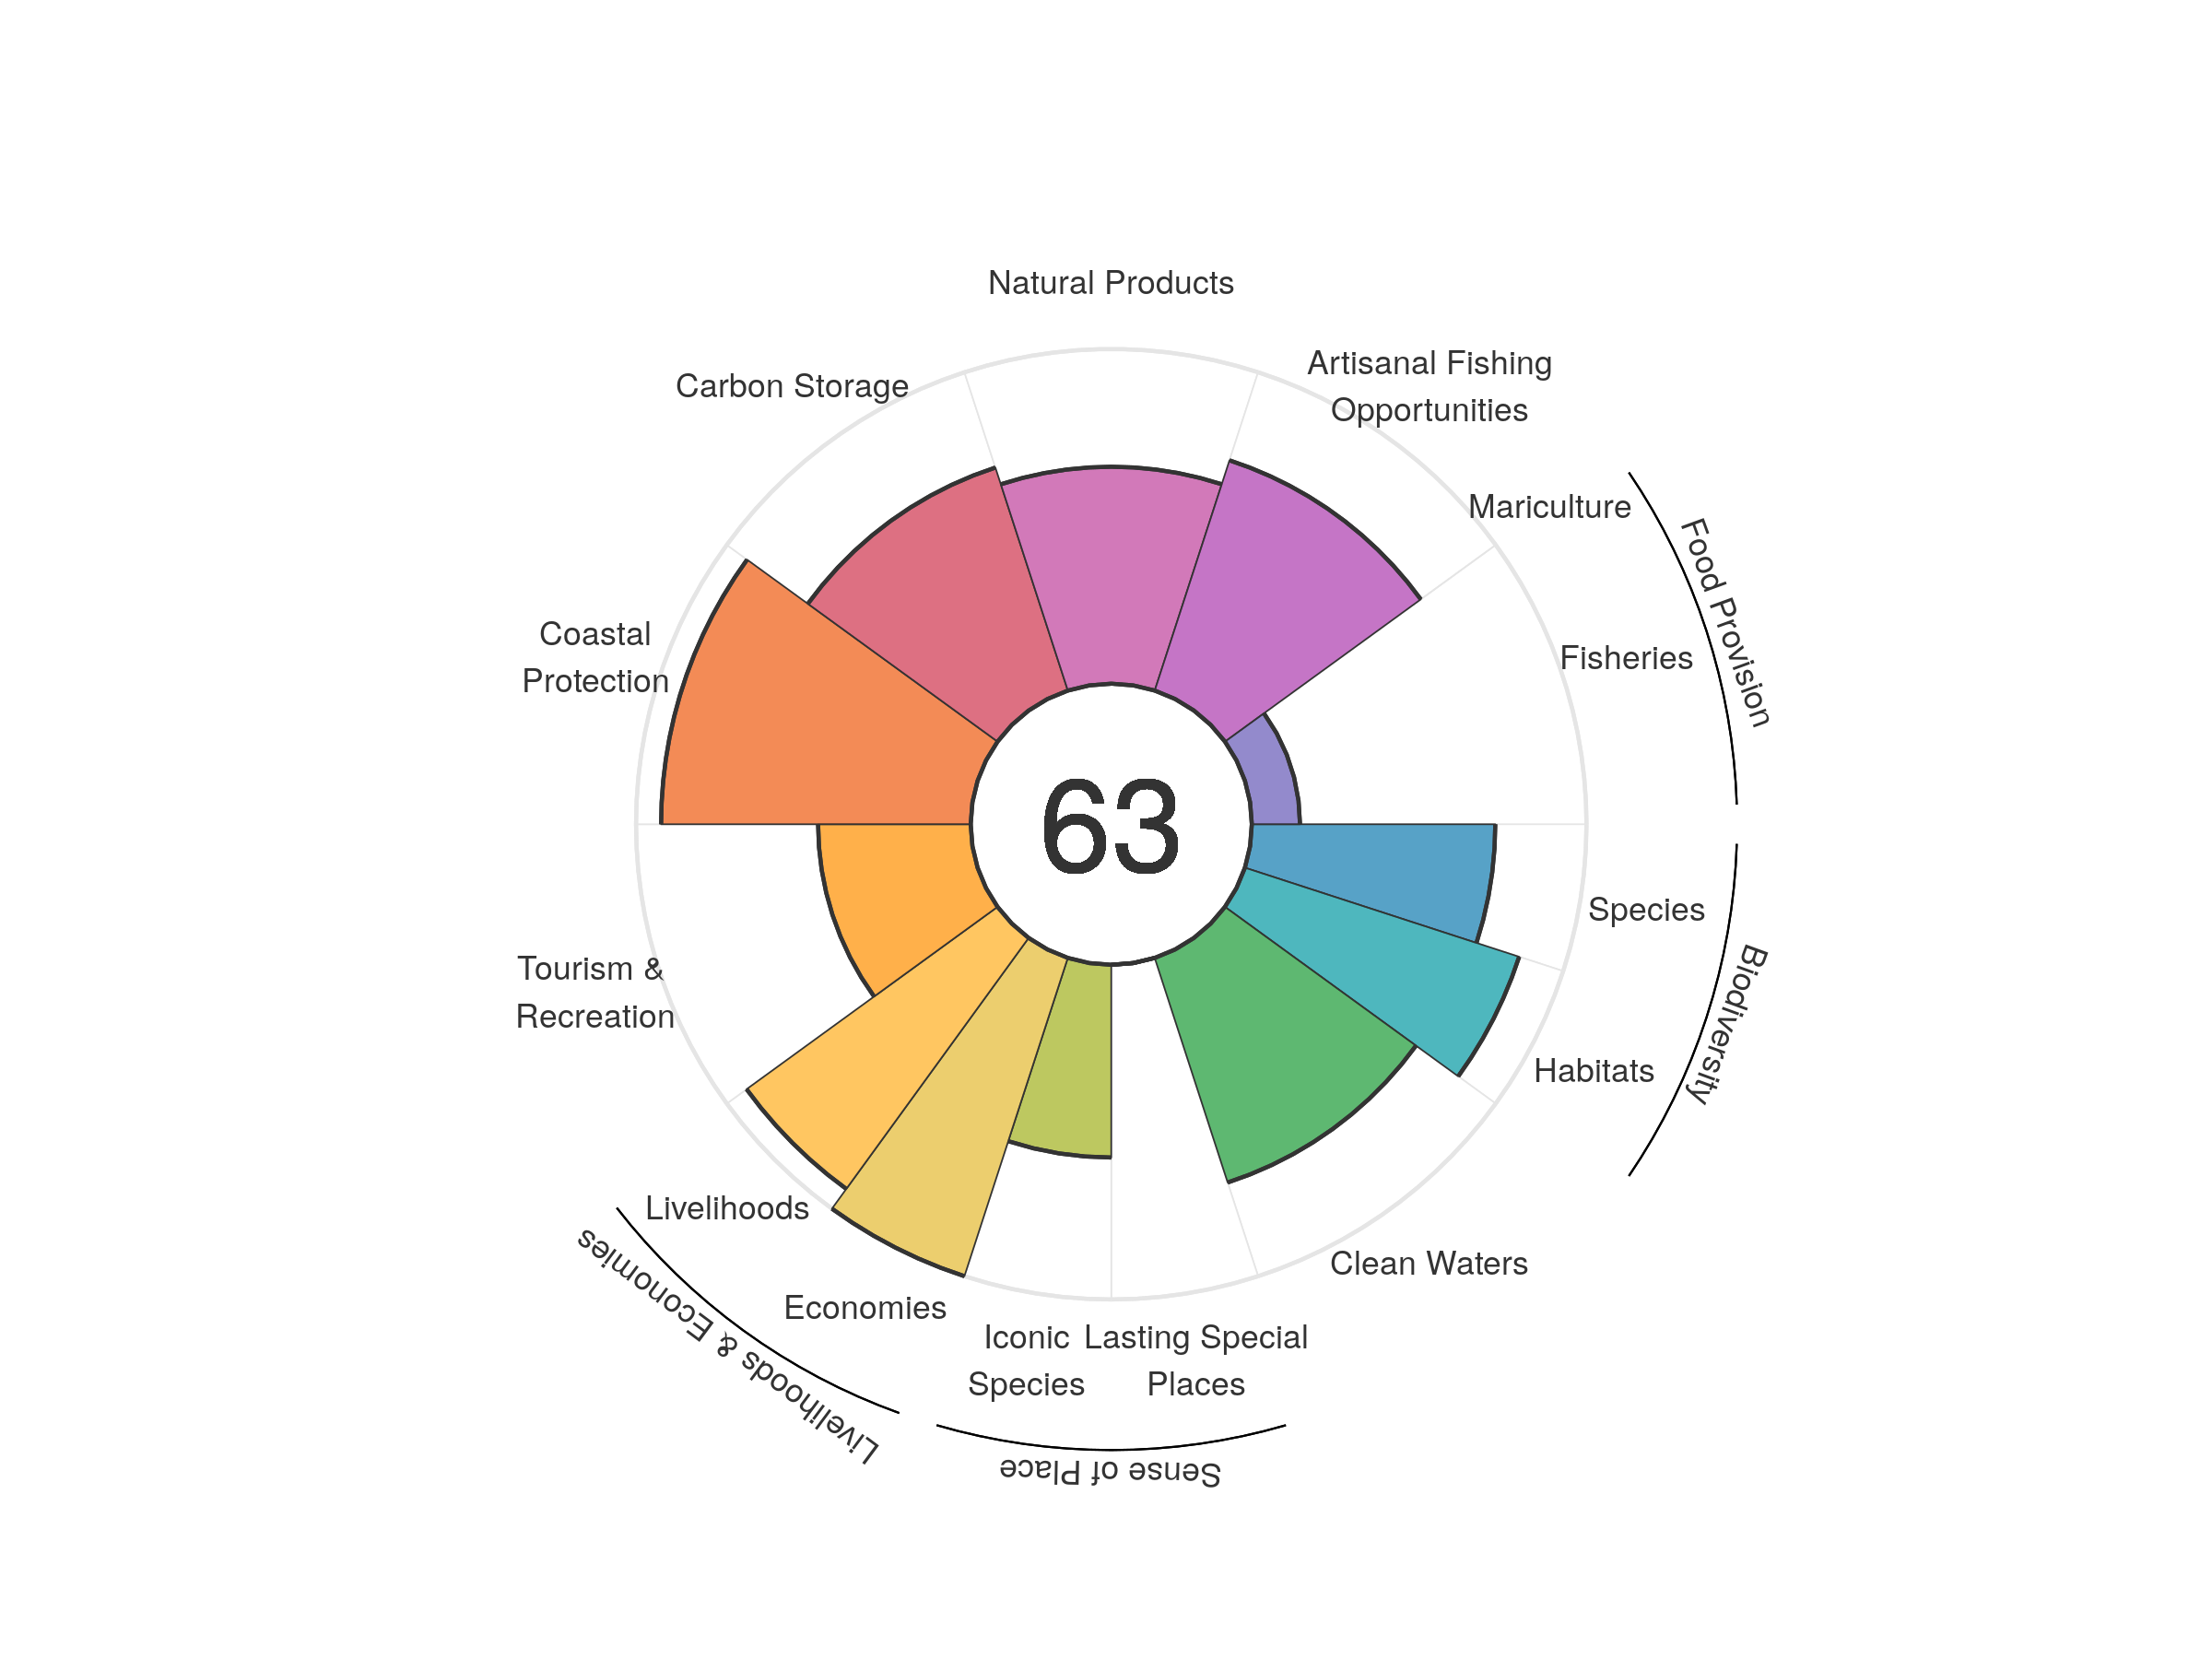 Natural Products
Artisanal Fishing
Opportunities
Carbon Storage
Mariculture
Food Provision
Fisheries
Coastal
Protection
63
Species
Biodiversity
Tourism &
Recreation
Habitats
Livelihoods
Clean Waters
Economies
Livelihoods & Economies
Iconic
Species
Lasting Special
Places
Sense of Place